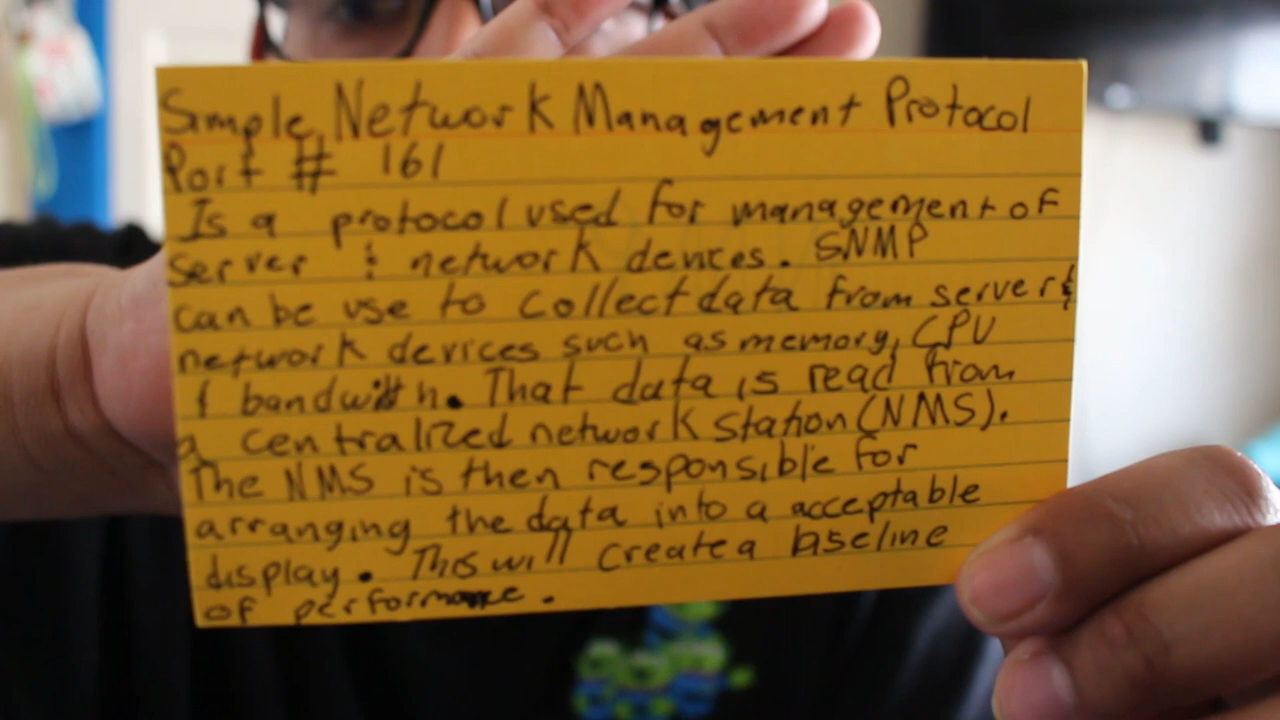 Simple Network Management Protocol
Port # 161
Is a protocol used for management of
server & network devices. SNMP
can be use to collect data from server &
network devices such as memory, CPU
& bandwith. That data is read from
a centralized network station (NMS).
The NMS is then responsible for
arranging the data into a acceptable
display. This will create a baseline
of performance.